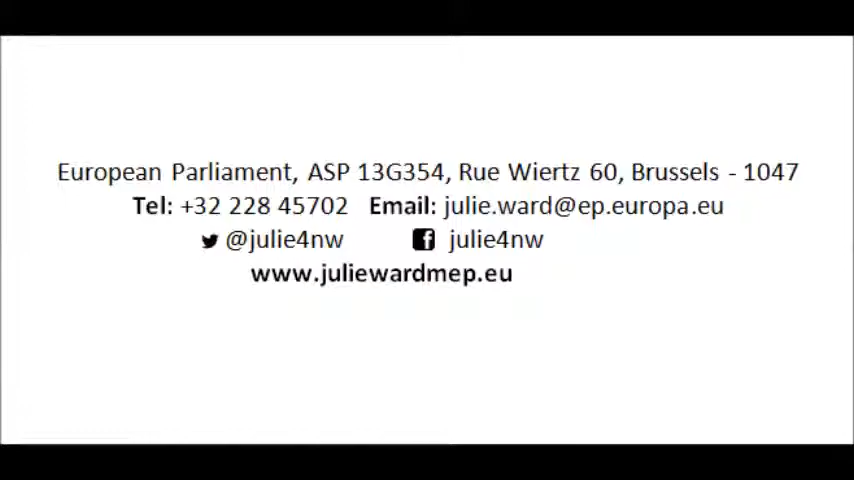 European Parliament, ASP 13G354, Rue Wiertz 60, Brussels - 1047
Tel: +32 228 45702 Email: julie.ward@ep.europa.eu
@julie4nw julie4nw
www.juliewardmep.eu